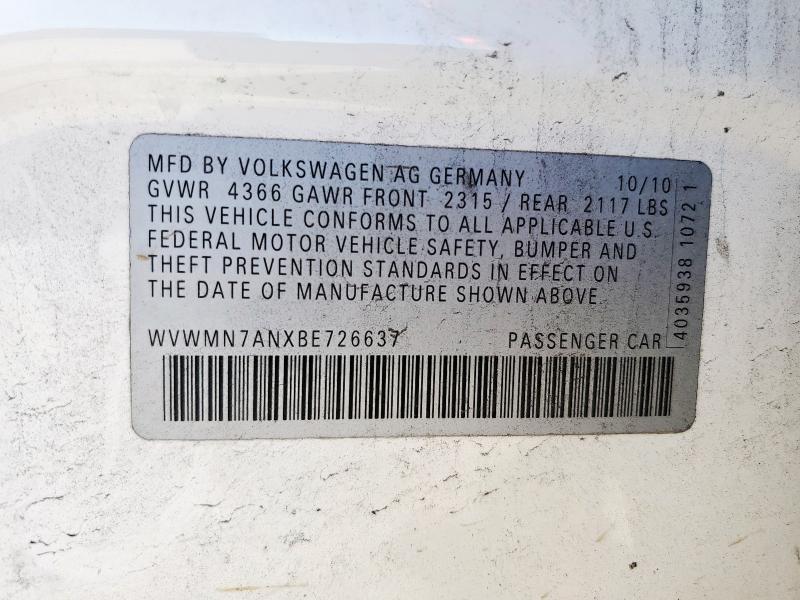 MFD BY VOLKSWAGEN AG GERMANY 10/10
GVWR 4366 GAWR FRONT 2315 / REAR 2117 LBS
THIS VEHICLE CONFORMS TO ALL APPLICABLE U.S.
FEDERAL MOTOR VEHICLE SAFETY, BUMPER AND
THEFT PREVENTION STANDARDS IN EFFECT ON
THE DATE OF MANUFACTURE SHOWN ABOVE.
WVWMN7ANXBE726637 PASSENGER CAR
4035938 1072 1